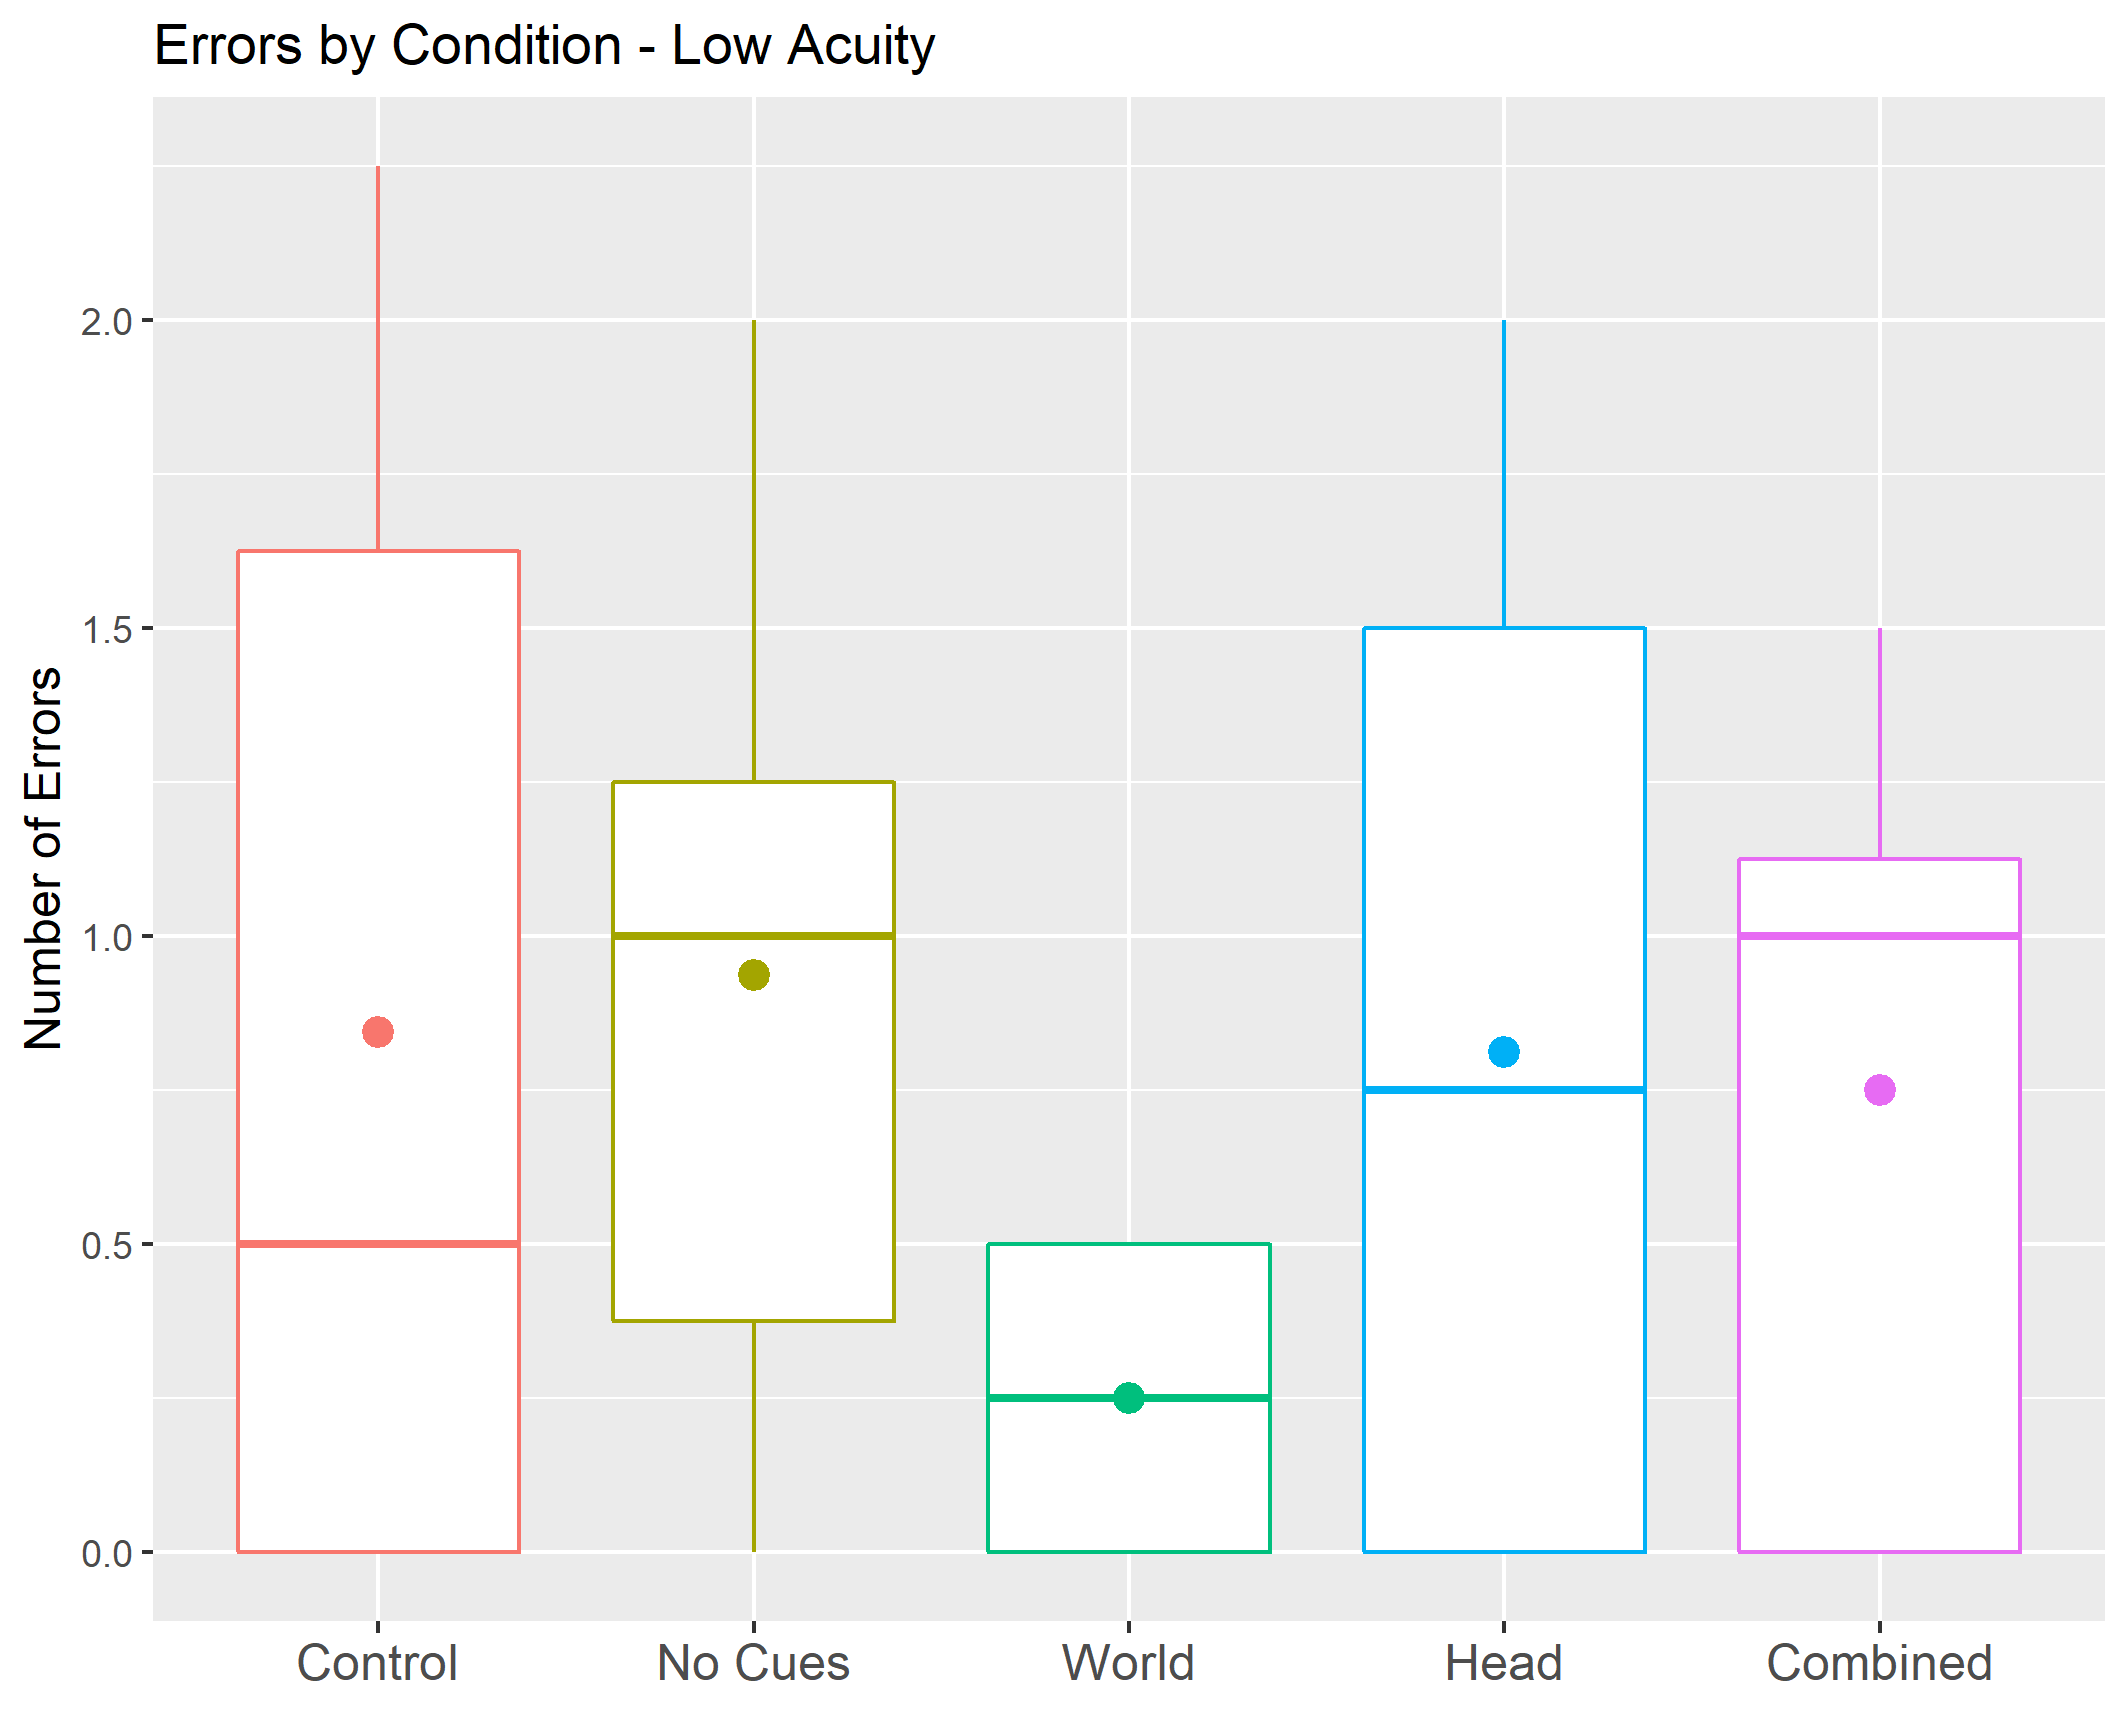 Errors by Condition - Low Acuity
Number of Errors
2.0
1.5
1.0
0.5
0.0
Control No Cues World Head Combined